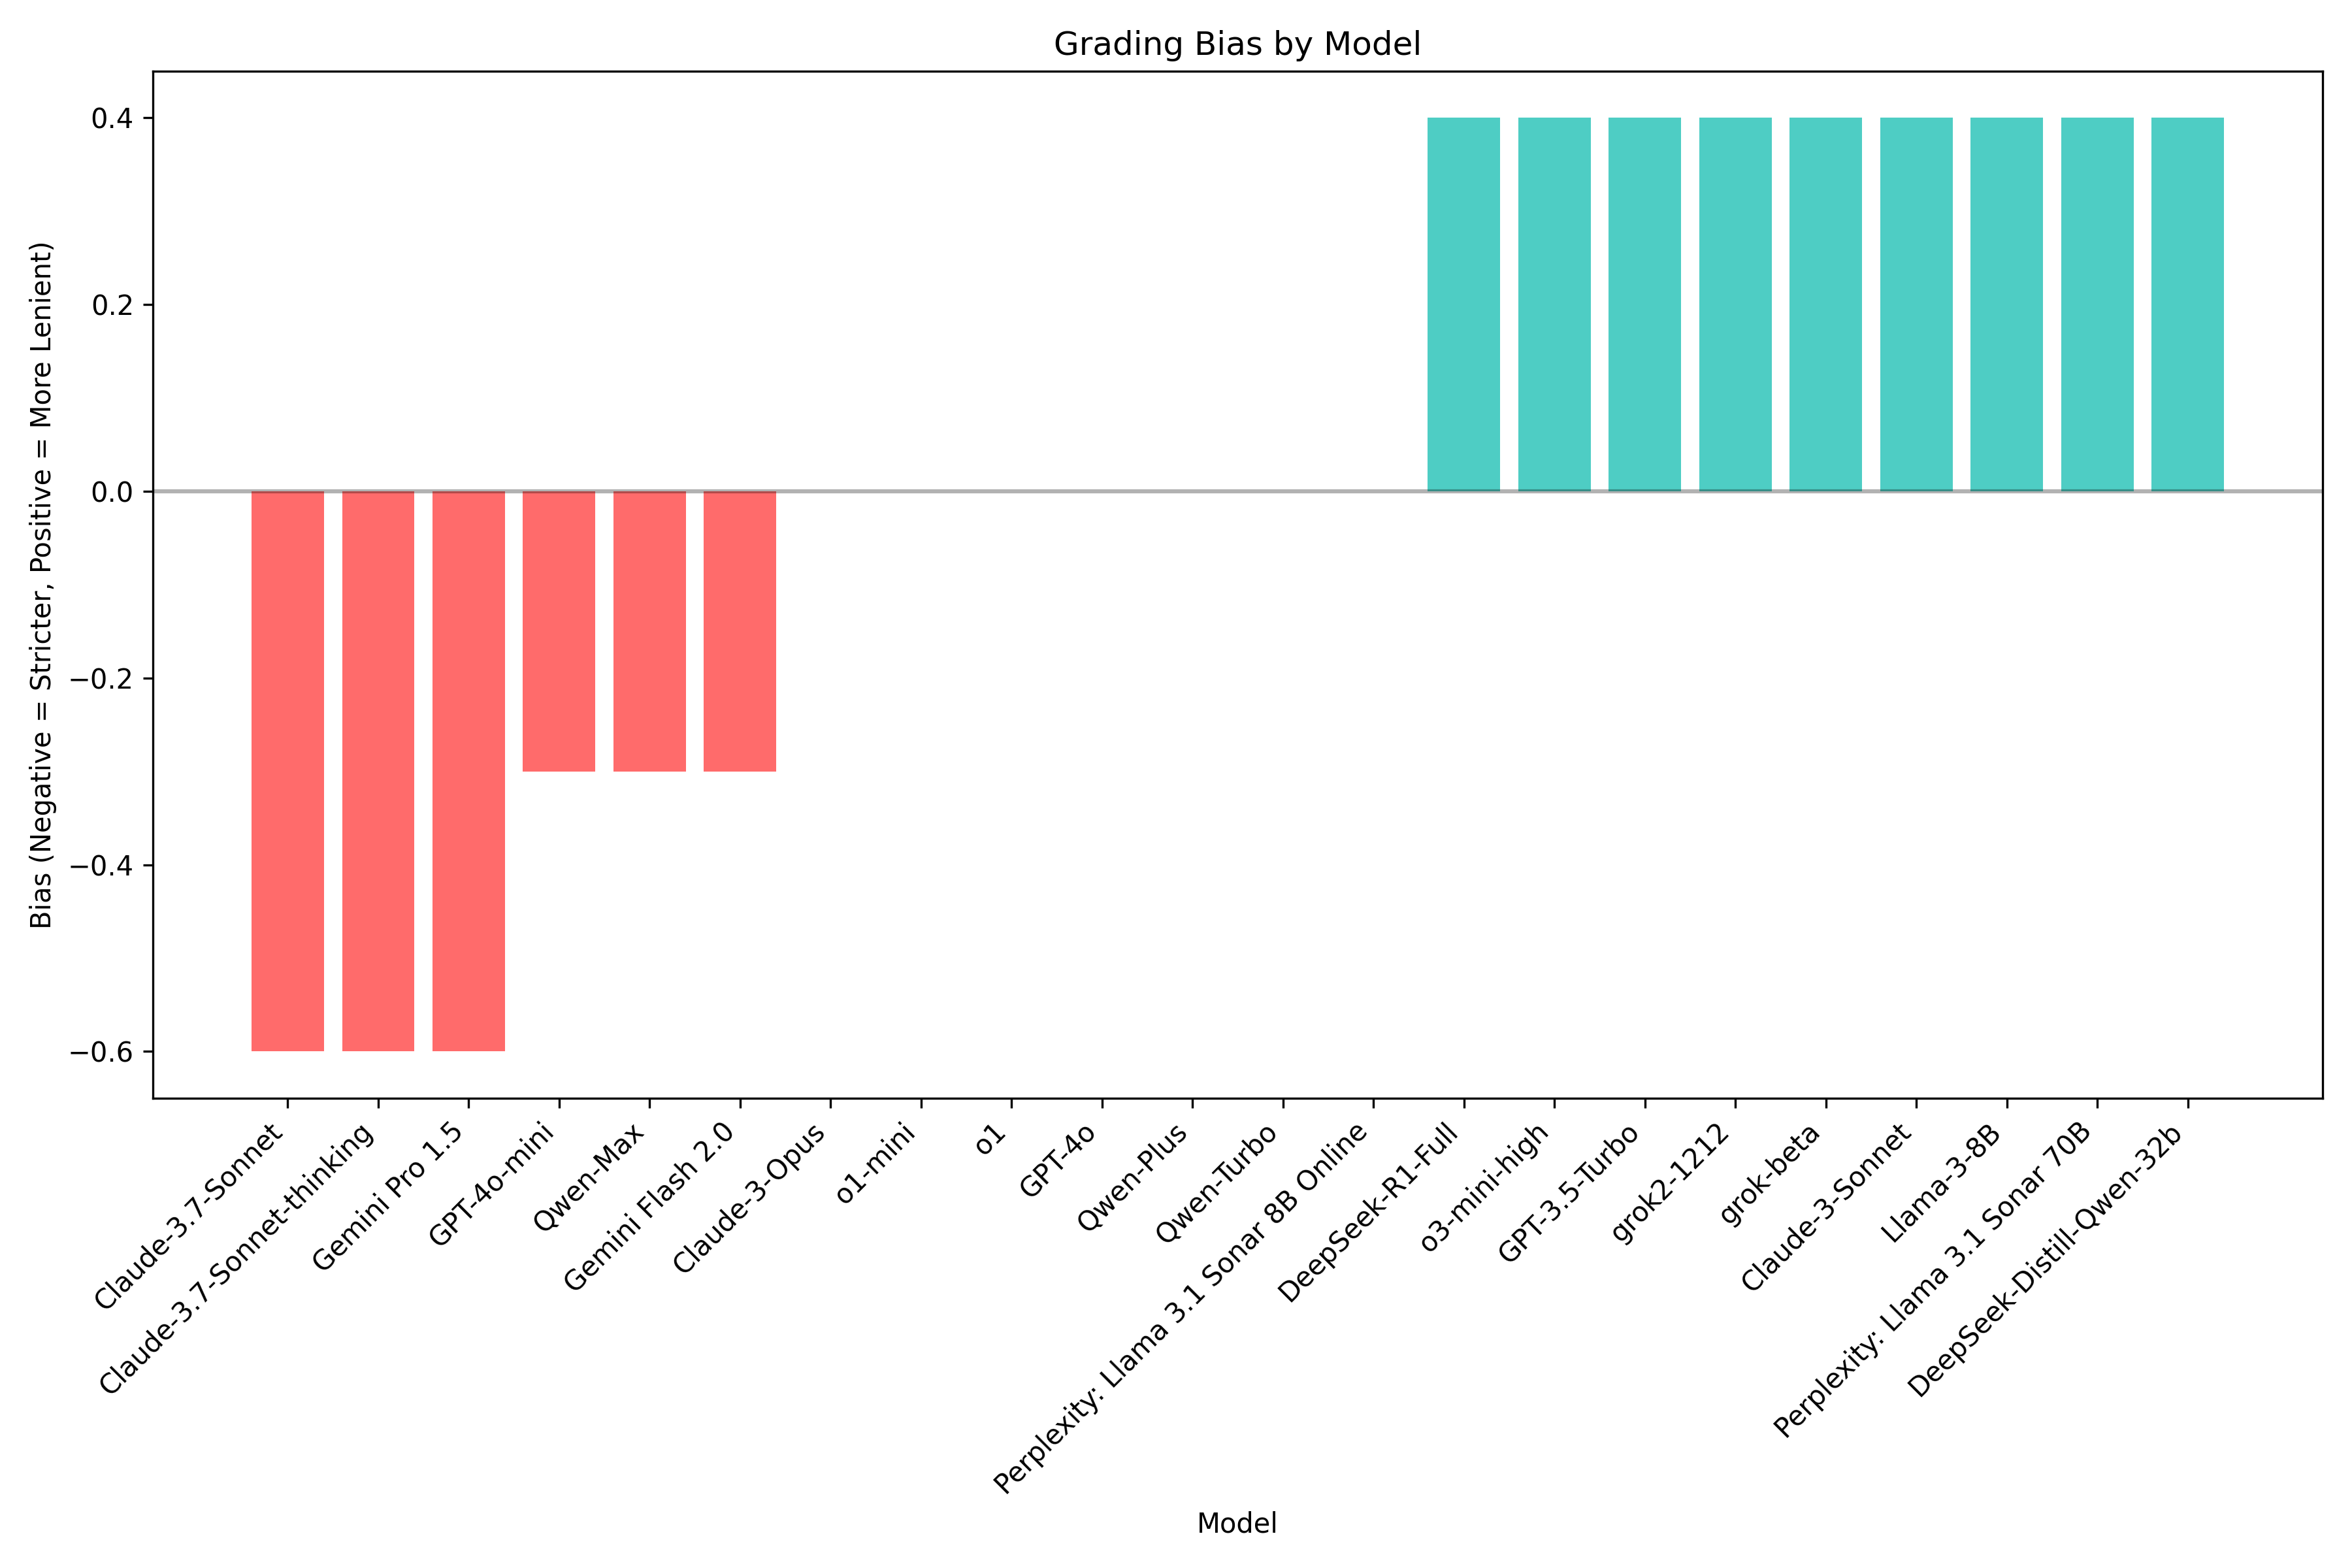 Grading Bias by Model
Bias (Negative = Stricter, Positive = More Lenient)
0.4
0.2
0.0
−0.2
−0.4
−0.6
Claude-3.7-Sonnet
Claude-3.7-Sonnet-thinking
Gemini Pro 1.5
GPT-4o-mini
Qwen-Max
Gemini Flash 2.0
Claude-3-Opus
o1-mini
o1
GPT-4o
Qwen-Plus
Qwen-Turbo
Perplexity: Llama 3.1 Sonar 8B Online
DeepSeek-R1-Full
o3-mini-high
GPT-3.5-Turbo
grok2-1212
grok-beta
Claude-3-Sonnet
Llama-3-8B
Perplexity: Llama 3.1 Sonar 70B
DeepSeek-Distill-Qwen-32b
Model